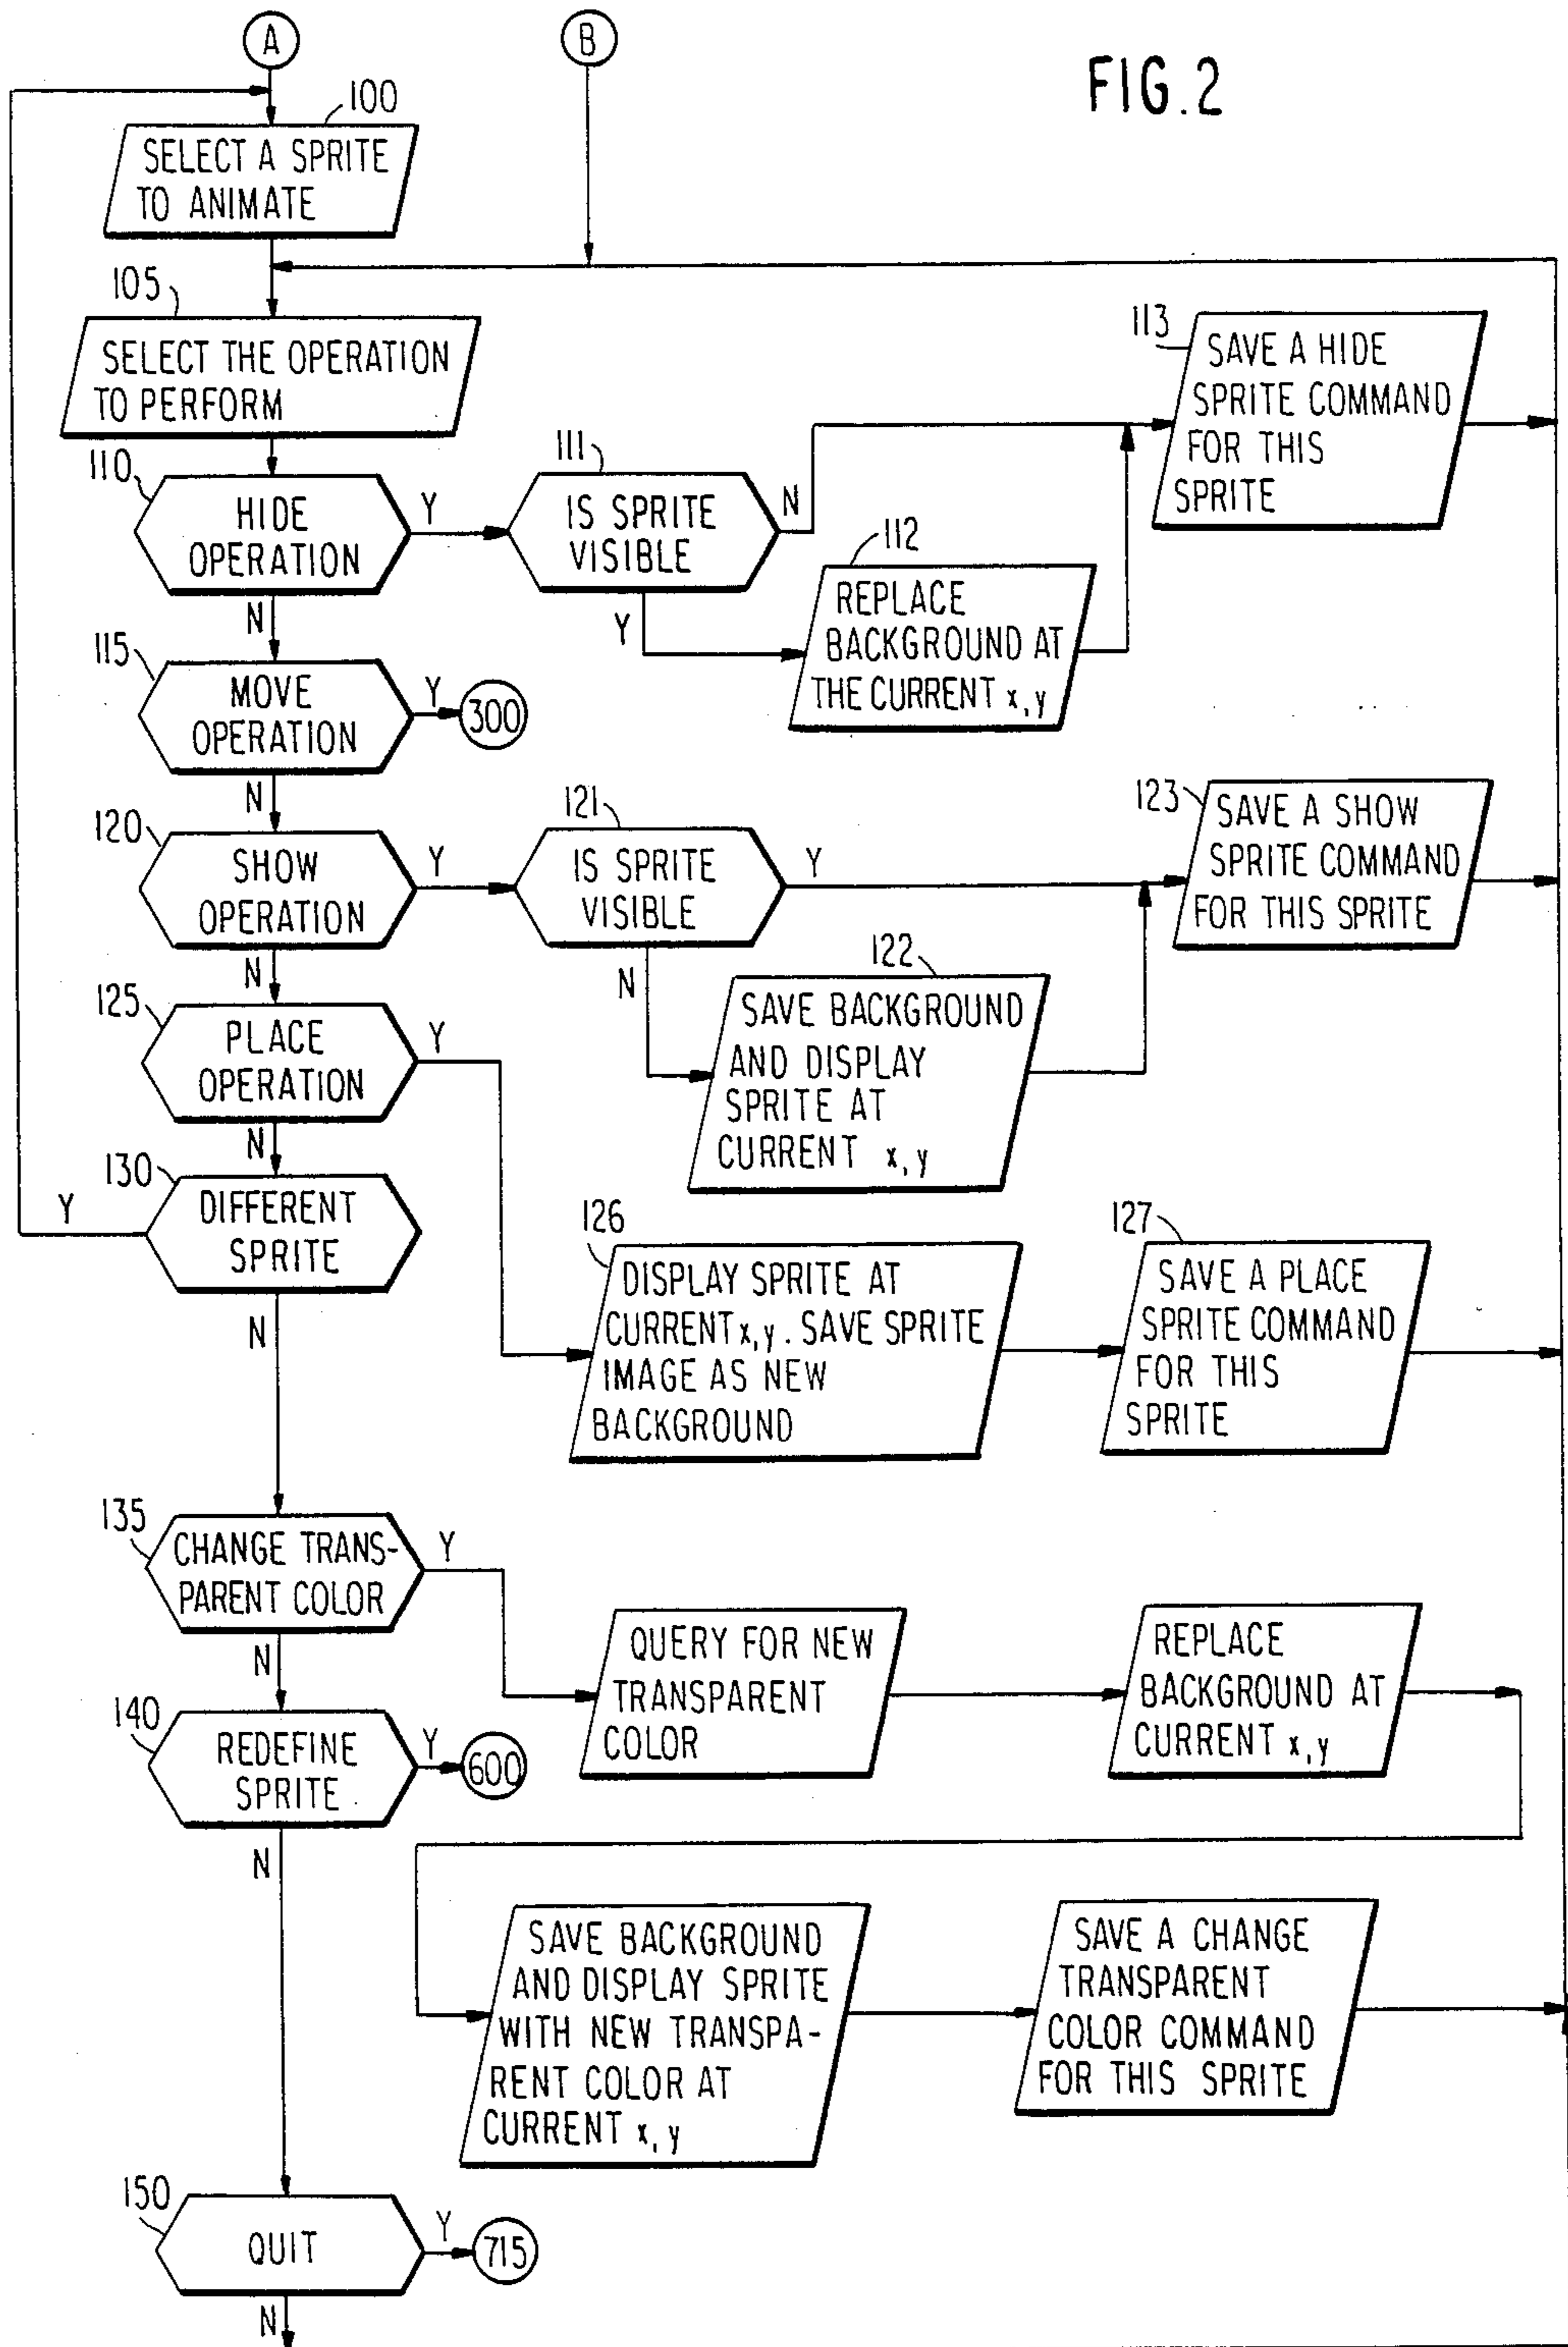 A
B
FIG.2
100
SELECT A SPRITE
TO ANIMATE
105
SELECT THE OPERATION
TO PERFORM
110
HIDE
OPERATION
Y
N
111
IS SPRITE
VISIBLE
N
Y
112
REPLACE
BACKGROUND AT
THE CURRENT x,y
113
SAVE A HIDE
SPRITE COMMAND
FOR THIS
SPRITE
115
MOVE
OPERATION
Y
300
N
120
SHOW
OPERATION
Y
N
121
IS SPRITE
VISIBLE
Y
N
122
SAVE BACKGROUND
AND DISPLAY
SPRITE AT
CURRENT x,y
123
SAVE A SHOW
SPRITE COMMAND
FOR THIS SPRITE
125
PLACE
OPERATION
Y
N
126
DISPLAY SPRITE AT
CURRENT x,y. SAVE SPRITE
IMAGE AS NEW
BACKGROUND
127
SAVE A PLACE
SPRITE COMMAND
FOR THIS
SPRITE
130
DIFFERENT
SPRITE
Y
N
135
CHANGE TRANS-
PARENT COLOR
Y
N
QUERY FOR NEW
TRANSPARENT
COLOR
REPLACE
BACKGROUND AT
CURRENT x,y
140
REDEFINE
SPRITE
Y
600
N
SAVE BACKGROUND
AND DISPLAY SPRITE
WITH NEW TRANSPA-
RENT COLOR AT
CURRENT x,y
SAVE A CHANGE
TRANSPARENT
COLOR COMMAND
FOR THIS SPRITE
150
QUIT
Y
715
N